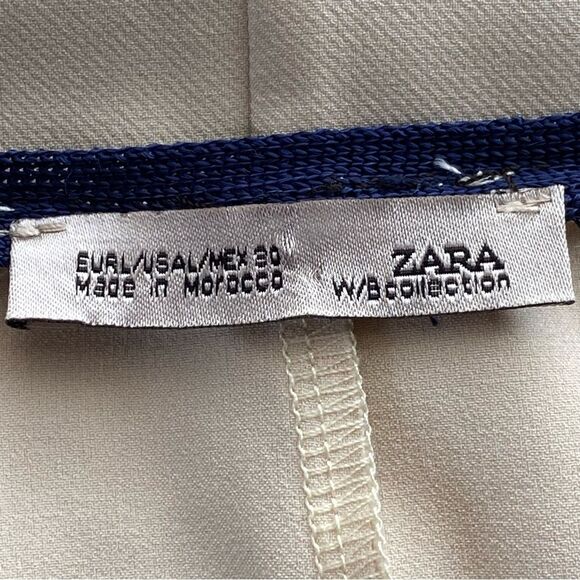 EUR L/USA L/MEX 30
Made in Morocco
ZARA
W/B collection